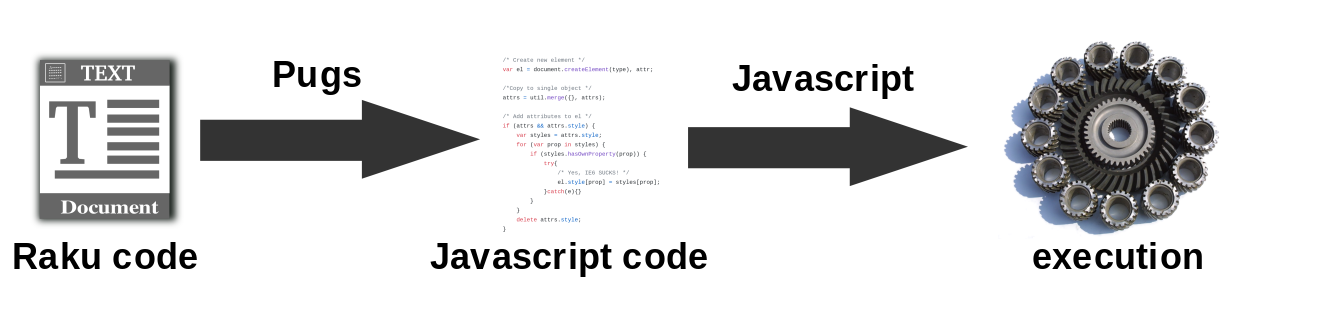 Pugs
Javascript
TEXT
T
Document
/* Create new element */
var el = document.createElement(type), attr;
/*Copy to single object */
attrs = util.merge({}, attrs);
/* Add attributes to el */
if (attrs && attrs.style) {
var styles = attrs.style;
for (var prop in styles) {
if (styles.hasOwnProperty(prop)) {
try{
/* Yes, IE6 SUCKS! */
el.style[prop] = styles[prop];
}catch(e){}
}
}
delete attrs.style;
}
Raku code
Javascript code
execution